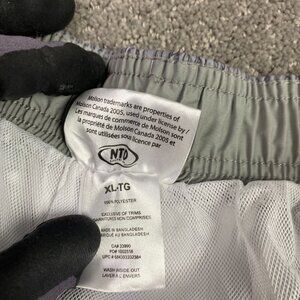 Molson trademarks are properties of
Molson Canada 2005, used under license by /
Les marques de commerce de Molson sont
la propriété de Molson Canada 2005 et
sont utilisées sous licence par
NTD
XL-TG
100% POLYESTER
EXCLUSIVE OF TRIMS
GARNITURES NON COMPRISES
MADE IN BANGLADESH
FABRIQUÉ AU BANGLADESH
CA# 33890
WASH INSIDE OUT
LAVER À L'ENVERS